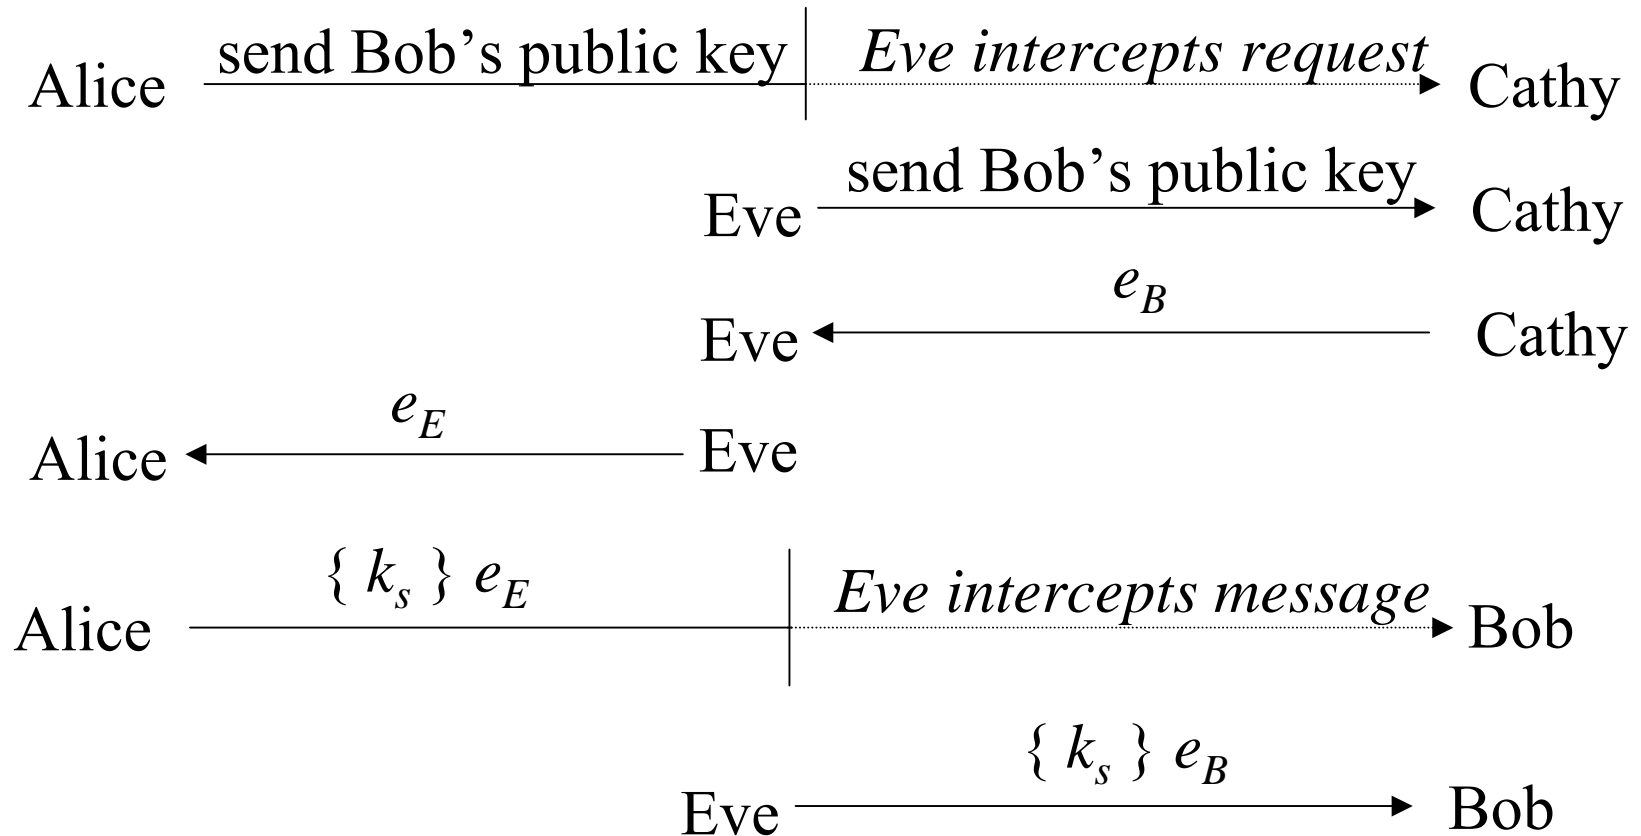 Alice send Bob’s public key Eve intercepts request Cathy
Eve send Bob’s public key Cathy
Eve e_B Cathy
Alice e_E Eve
Alice { k_s } e_E Eve intercepts message Bob
Eve { k_s } e_B Bob